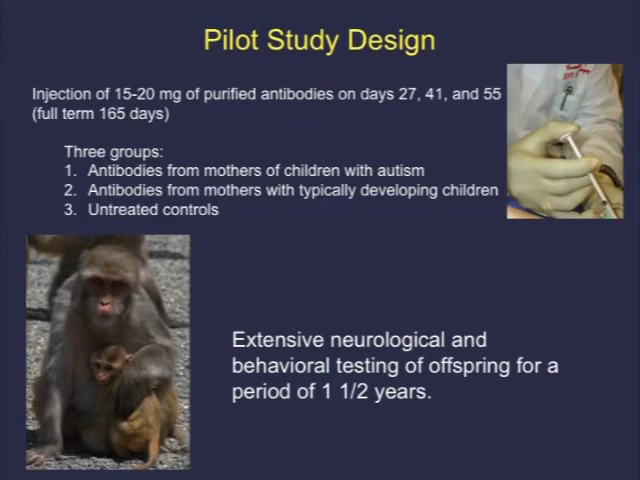 Pilot Study Design
Injection of 15-20 mg of purified antibodies on days 27, 41, and 55
(full term 165 days)
Three groups:
1. Antibodies from mothers of children with autism
2. Antibodies from mothers with typically developing children
3. Untreated controls
Extensive neurological and
behavioral testing of offspring for a
period of 1 1/2 years.